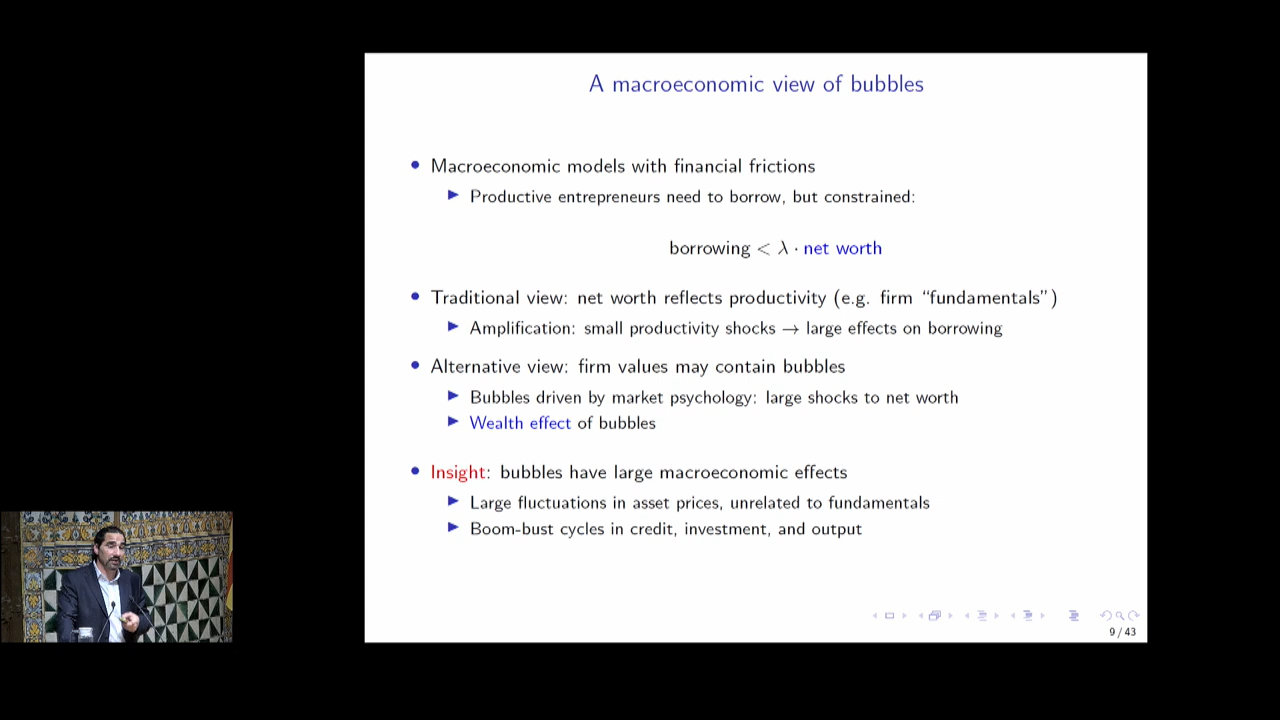 A macroeconomic view of bubbles
• Macroeconomic models with financial frictions
▶ Productive entrepreneurs need to borrow, but constrained:
borrowing < λ · net worth
• Traditional view: net worth reflects productivity (e.g. firm “fundamentals”)
▶ Amplification: small productivity shocks → large effects on borrowing
• Alternative view: firm values may contain bubbles
▶ Bubbles driven by market psychology: large shocks to net worth
▶ Wealth effect of bubbles
• Insight: bubbles have large macroeconomic effects
▶ Large fluctuations in asset prices, unrelated to fundamentals
▶ Boom-bust cycles in credit, investment, and output
9 / 43